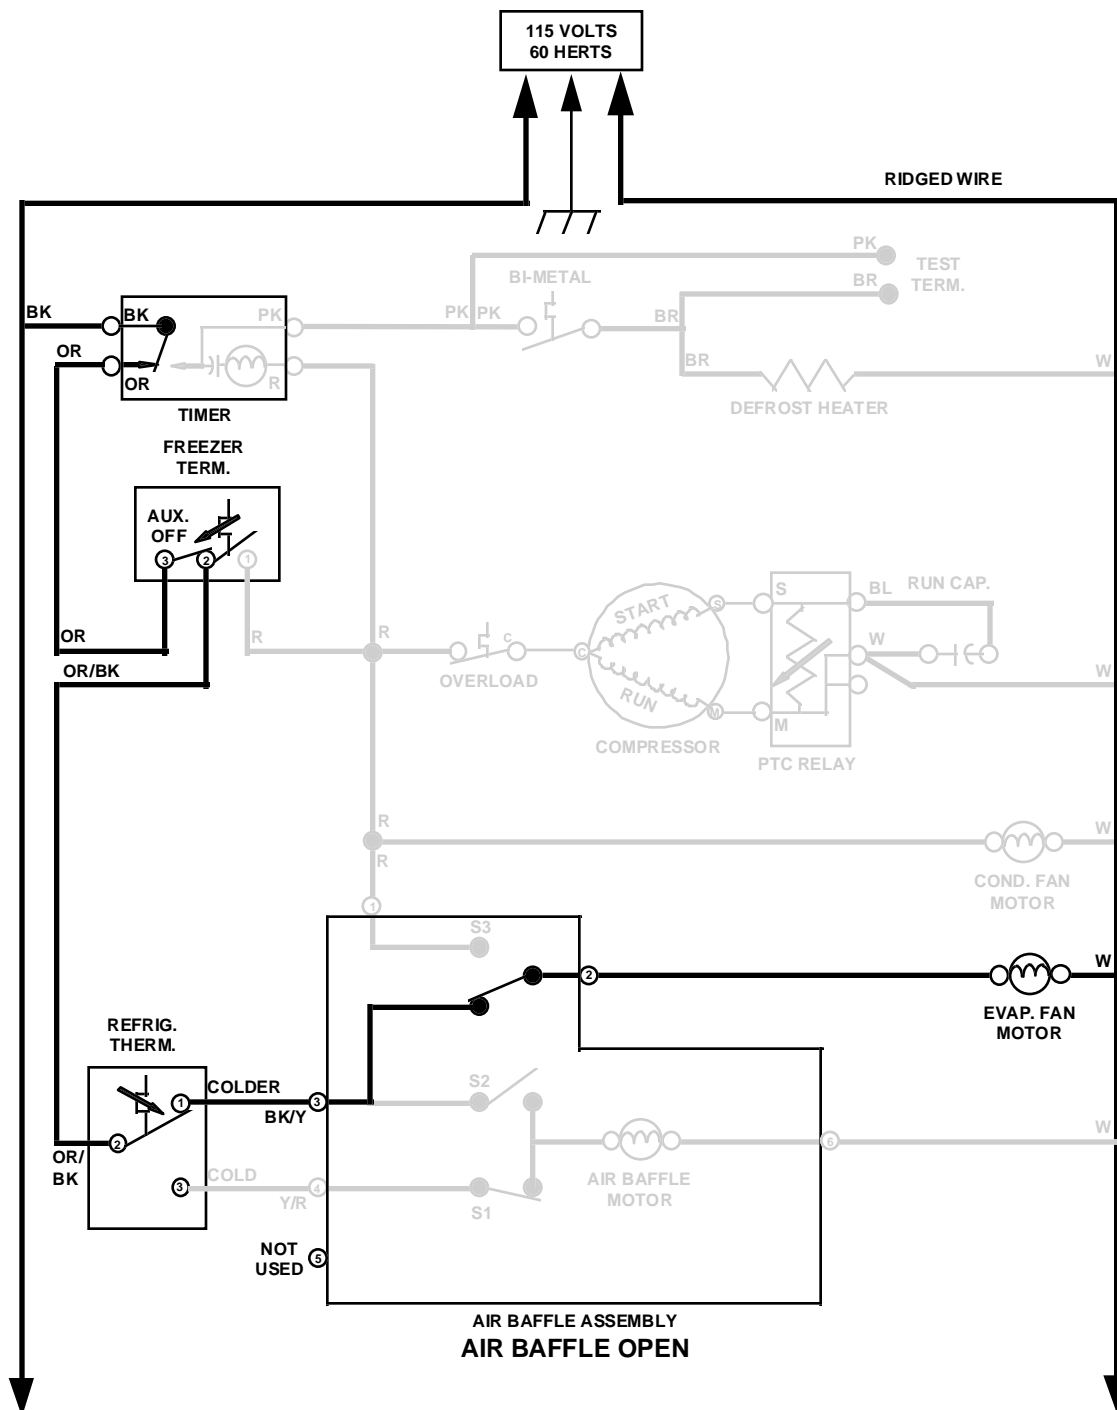 115 VOLTS
60 HERTS
RIDGED WIRE
PK
TEST
TERM.
BR
BI-METAL
PK
PK
BR
BR
W
DEFROST HEATER
BK
BK
PK
OR
OR
R
TIMER
FREEZER
TERM.
AUX.
OFF
3
2
1
OR
R
R
OR/BK
C
OVERLOAD
C
START
RUN
S
M
COMPRESSOR
S
M
PTC RELAY
BL
RUN CAP.
W
W
R
R
W
COND. FAN
MOTOR
1
S3
2
W
EVAP. FAN
MOTOR
REFRIG.
THERM.
1
COLDER
3
BK/Y
2
OR/
BK
3
COLD
4
Y/R
S2
S1
AIR BAFFLE
MOTOR
6
W
NOT
USED
5
AIR BAFFLE ASSEMBLY
AIR BAFFLE OPEN